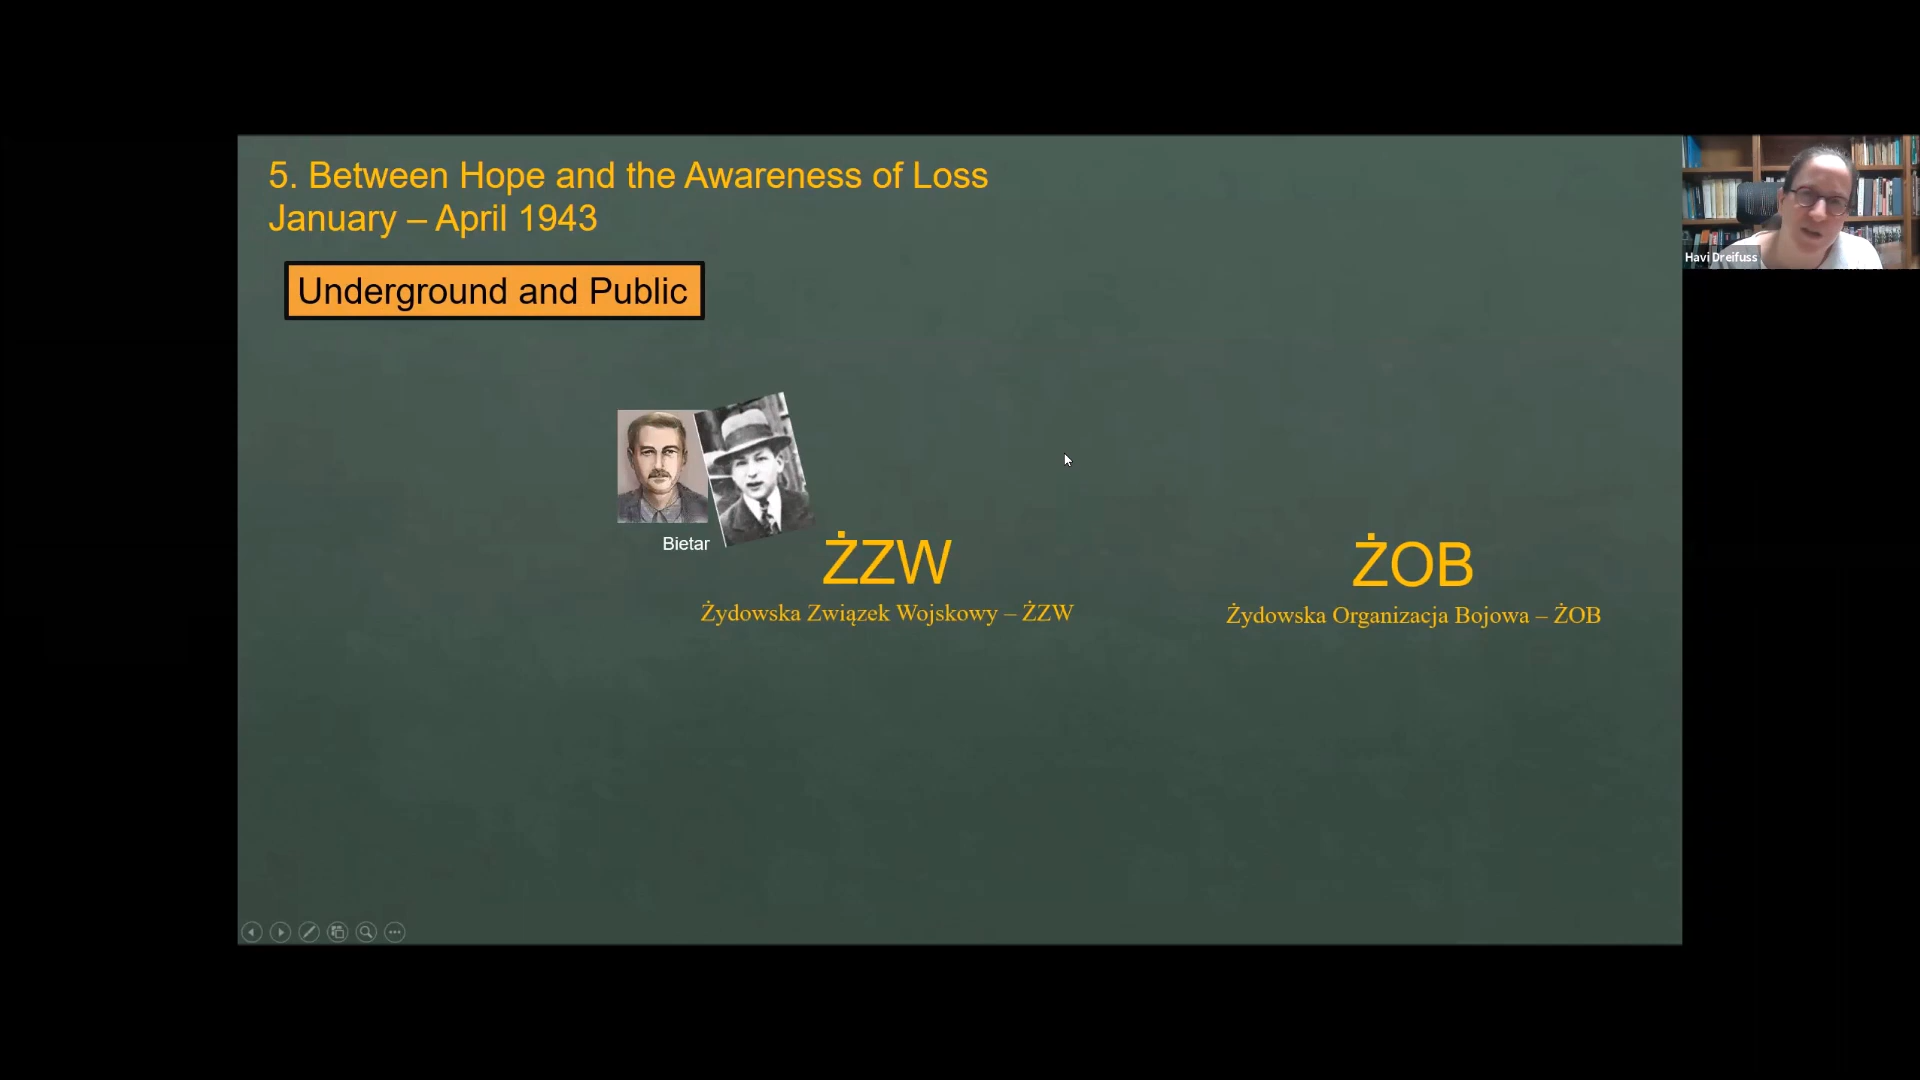 5. Between Hope and the Awareness of Loss
January – April 1943
Underground and Public
Havi Dreifuss
Bietar
ŻZW
Żydowska Związek Wojskowy – ŻZW
ŻOB
Żydowska Organizacja Bojowa – ŻOB